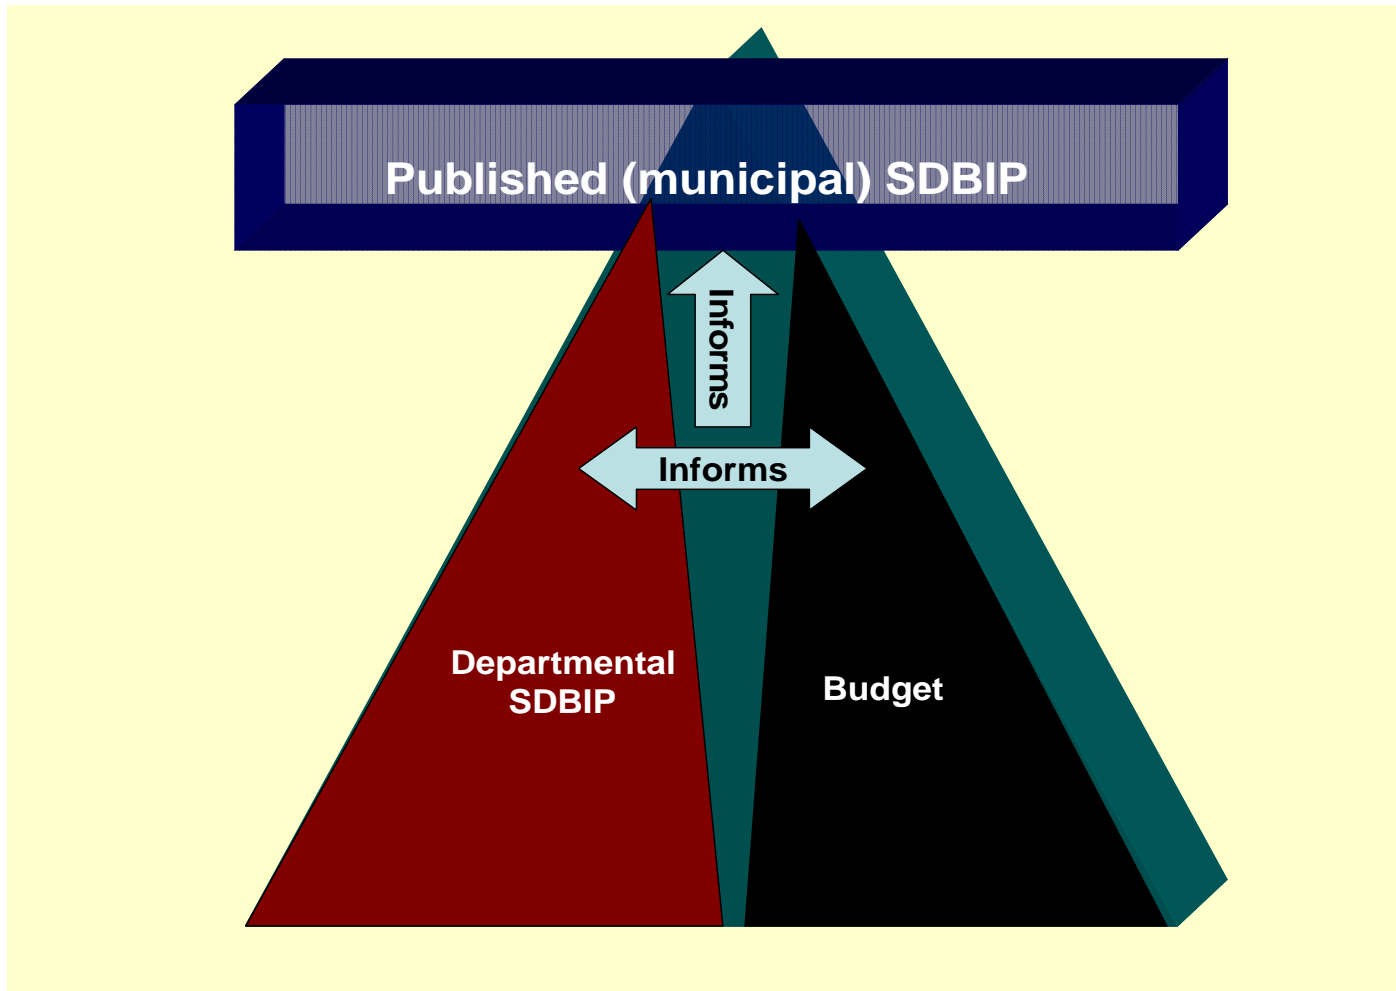 Published (municipal) SDBIP
Informs
Informs
Departmental
SDBIP
Budget